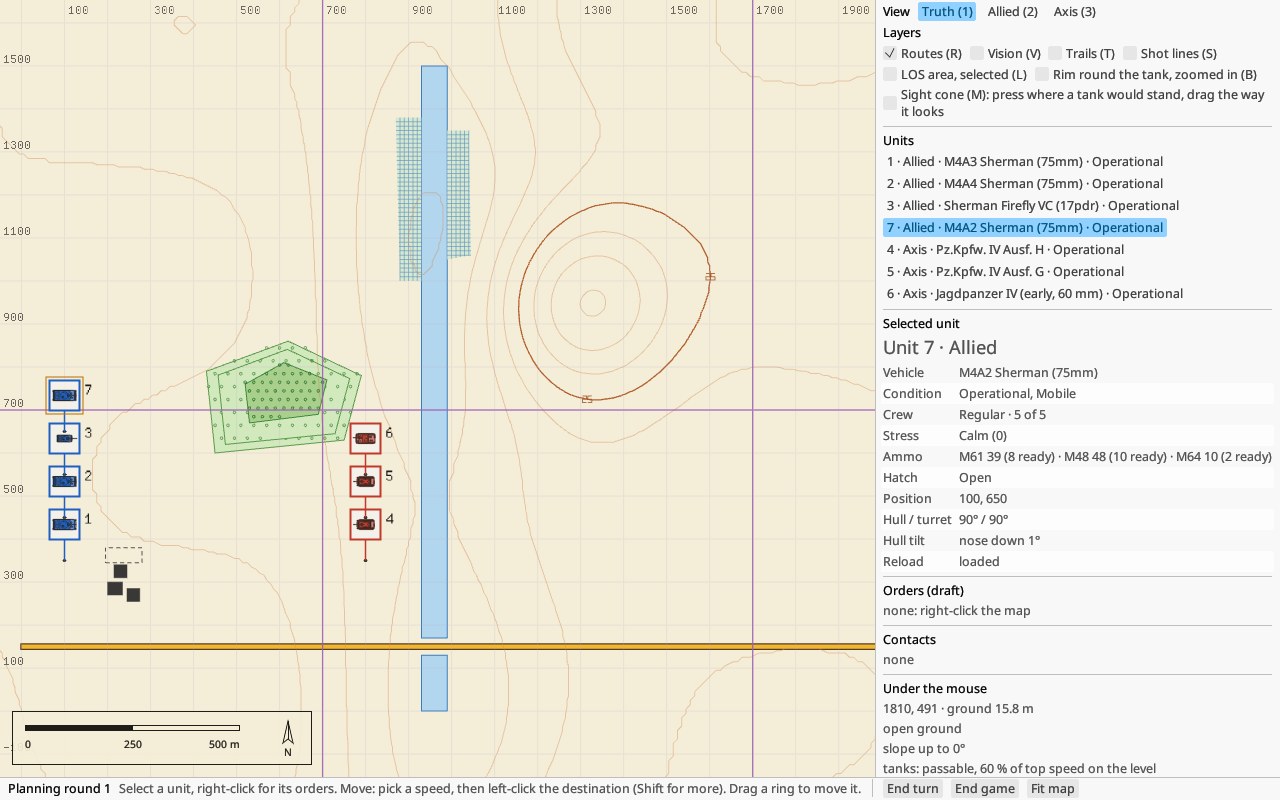 100 300 500 700 900 1100 1300 1500 1700 1900
1500
1300
1100
900
700
500
300
100
25
25
7
3
2
1
6
5
4
0 250 500 m
N
View Truth (1) Allied (2) Axis (3)
Layers
Routes (R) Vision (V) Trails (T) Shot lines (S)
LOS area, selected (L) Rim round the tank, zoomed in (B)
Sight cone (M): press where a tank would stand, drag the way
it looks
Units
1 · Allied · M4A3 Sherman (75mm) · Operational
2 · Allied · M4A4 Sherman (75mm) · Operational
3 · Allied · Sherman Firefly VC (17pdr) · Operational
7 · Allied · M4A2 Sherman (75mm) · Operational
4 · Axis · Pz.Kpfw. IV Ausf. H · Operational
5 · Axis · Pz.Kpfw. IV Ausf. G · Operational
6 · Axis · Jagdpanzer IV (early, 60 mm) · Operational
Selected unit
Unit 7 · Allied
Vehicle M4A2 Sherman (75mm)
Condition Operational, Mobile
Crew Regular · 5 of 5
Stress Calm (0)
Ammo M61 39 (8 ready) · M48 48 (10 ready) · M64 10 (2 ready)
Hatch Open
Position 100, 650
Hull / turret 90° / 90°
Hull tilt nose down 1°
Reload loaded
Orders (draft)
none: right-click the map
Contacts
none
Under the mouse
1810, 491 · ground 15.8 m
open ground
slope up to 0°
tanks: passable, 60 % of top speed on the level
Planning round 1 Select a unit, right-click for its orders. Move: pick a speed, then left-click the destination (Shift for more). Drag a ring to move it.
End turn End game Fit map